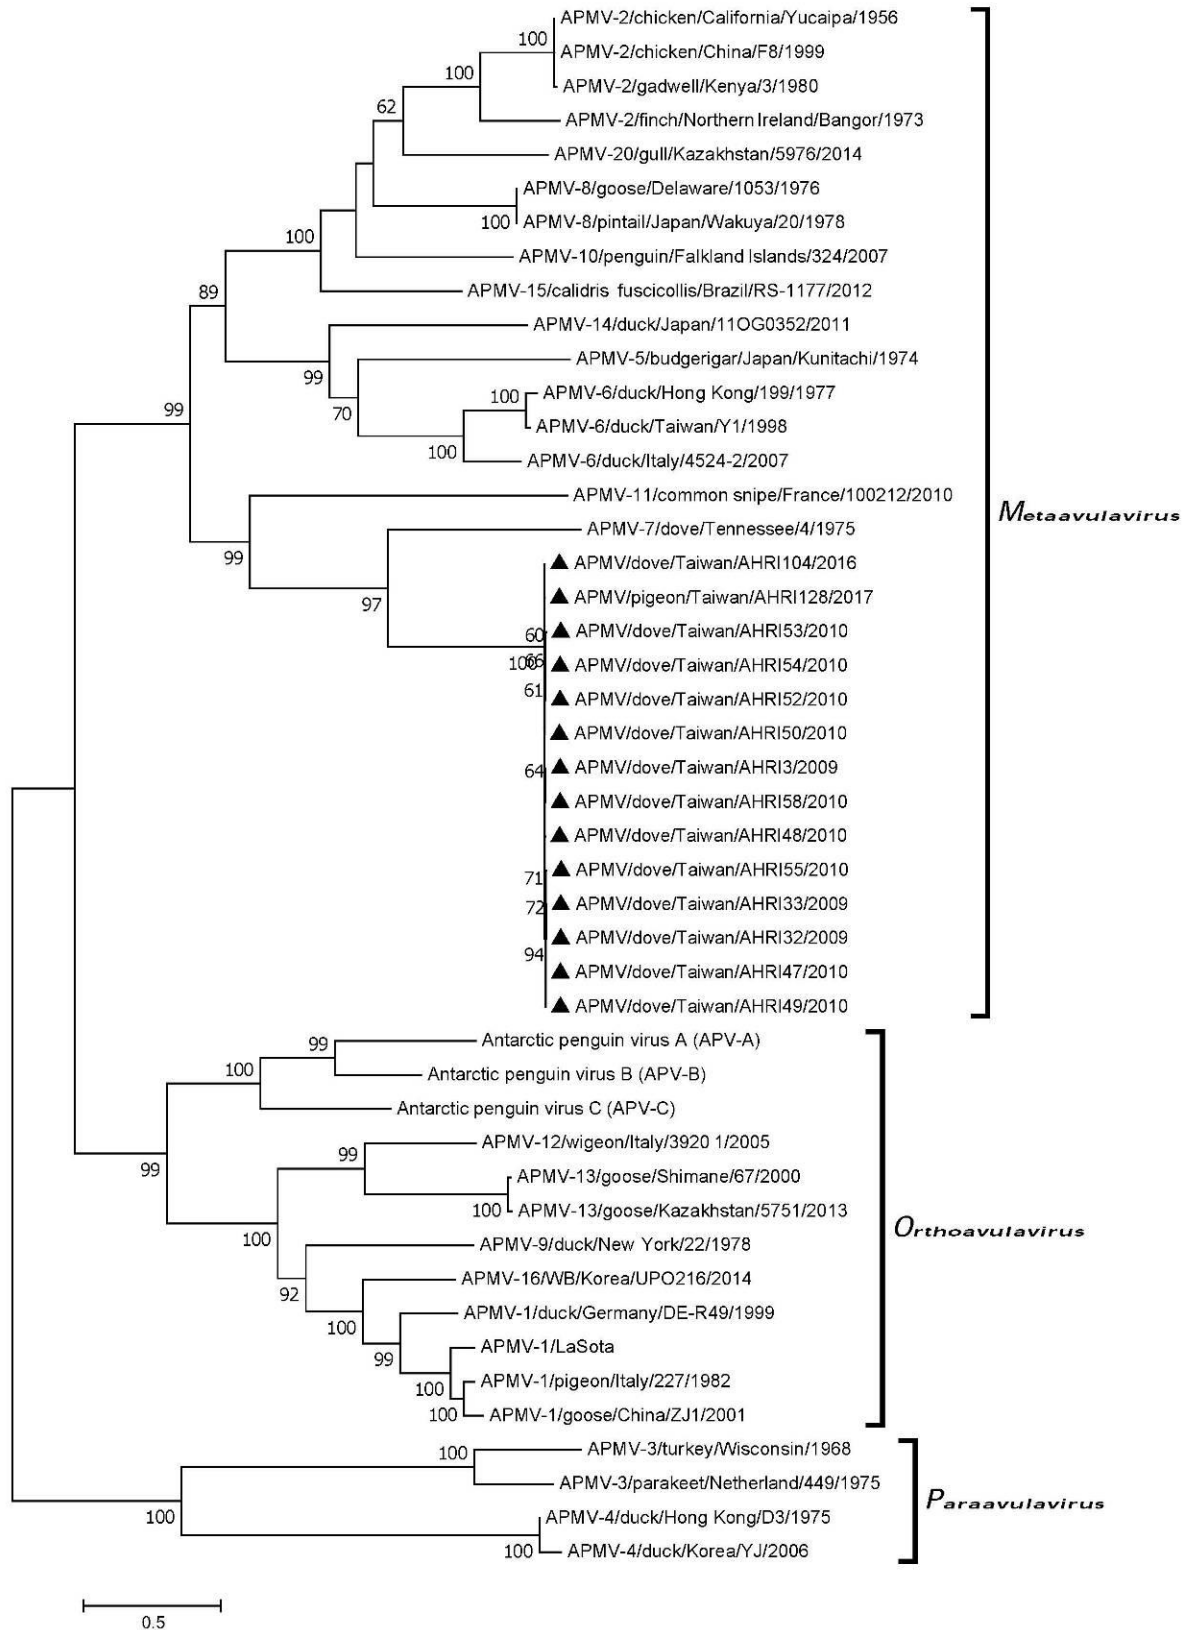 APMV-2/chicken/California/Yucaipa/1956
100
APMV-2/chicken/China/F8/1999
100
APMV-2/gadwell/Kenya/3/1980
62
APMV-2/finch/Northern Ireland/Bangor/1973
APMV-20/gull/Kazakhstan/5976/2014
APMV-8/goose/Delaware/1053/1976
100
APMV-8/pintail/Japan/Wakuya/20/1978
100
APMV-10/penguin/Falkland Islands/324/2007
89
APMV-15/calidris fuscicollis/Brazil/RS-1177/2012
APMV-14/duck/Japan/11OG0352/2011
APMV-5/budgerigar/Japan/Kunitachi/1974
99
100
APMV-6/duck/Hong Kong/199/1977
99
70
APMV-6/duck/Taiwan/Y1/1998
100
APMV-6/duck/Italy/4524-2/2007
APMV-11/common snipe/France/100212/2010
Metaavulavirus
APMV-7/dove/Tennessee/4/1975
99
APMV/dove/Taiwan/AHRI104/2016
97
APMV/pigeon/Taiwan/AHRI128/2017
60
APMV/dove/Taiwan/AHRI53/2010
100
66
APMV/dove/Taiwan/AHRI54/2010
61
APMV/dove/Taiwan/AHRI52/2010
APMV/dove/Taiwan/AHRI50/2010
64
APMV/dove/Taiwan/AHRI3/2009
APMV/dove/Taiwan/AHRI58/2010
APMV/dove/Taiwan/AHRI48/2010
71
APMV/dove/Taiwan/AHRI55/2010
72
APMV/dove/Taiwan/AHRI33/2009
APMV/dove/Taiwan/AHRI32/2009
94
APMV/dove/Taiwan/AHRI47/2010
APMV/dove/Taiwan/AHRI49/2010
99
Antarctic penguin virus A (APV-A)
100
Antarctic penguin virus B (APV-B)
Antarctic penguin virus C (APV-C)
99
APMV-12/wigeon/Italy/3920 1/2005
99
APMV-13/goose/Shimane/67/2000
100
APMV-13/goose/Kazakhstan/5751/2013
100
Orthoavulavirus
APMV-9/duck/New York/22/1978
92
APMV-16/WB/Korea/UPO216/2014
100
APMV-1/duck/Germany/DE-R49/1999
99
APMV-1/LaSota
100
APMV-1/pigeon/Italy/227/1982
100
APMV-1/goose/China/ZJ1/2001
100
APMV-3/turkey/Wisconsin/1968
APMV-3/parakeet/Netherland/449/1975
Paraavulavirus
100
APMV-4/duck/Hong Kong/D3/1975
100
APMV-4/duck/Korea/YJ/2006
0.5